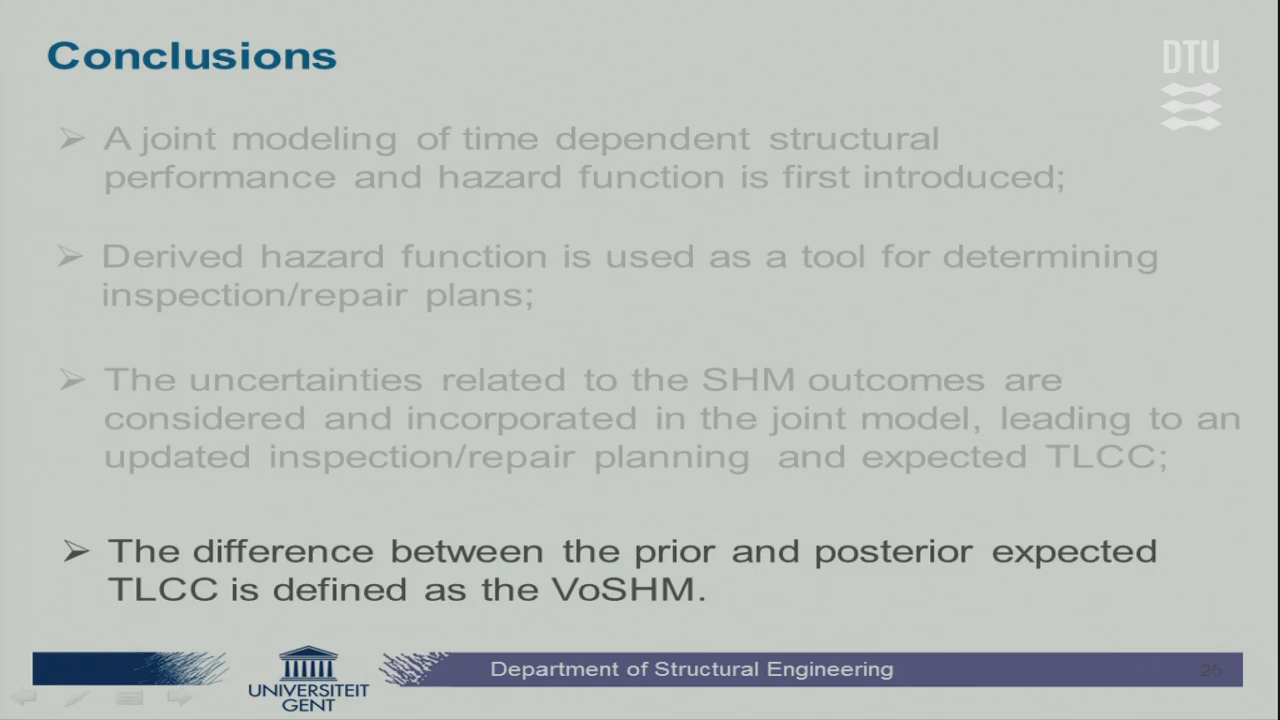 Conclusions
DTU
➢ A joint modeling of time dependent structural
performance and hazard function is first introduced;
➢ Derived hazard function is used as a tool for determining
inspection/repair plans;
➢ The uncertainties related to the SHM outcomes are
considered and incorporated in the joint model, leading to an
updated inspection/repair planning and expected TLCC;
➢ The difference between the prior and posterior expected
TLCC is defined as the VoSHM.
UNIVERSITEIT
GENT
Department of Structural Engineering
25